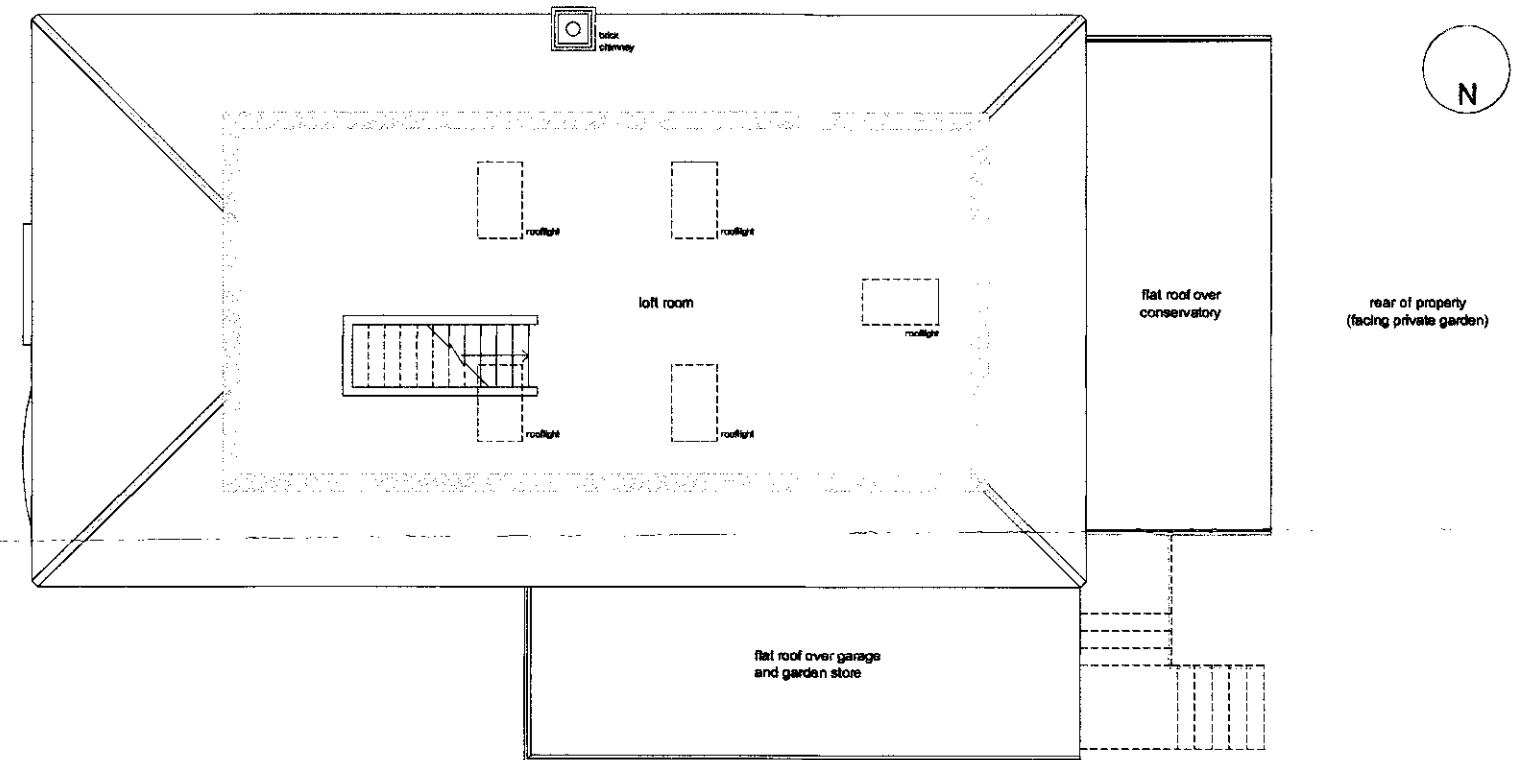 brick
chimney
N
rooflight
rooflight
loft room
flat roof over
conservatory
rear of property
(facing private garden)
rooflight
rooflight
rooflight
flat roof over garage
and garden store